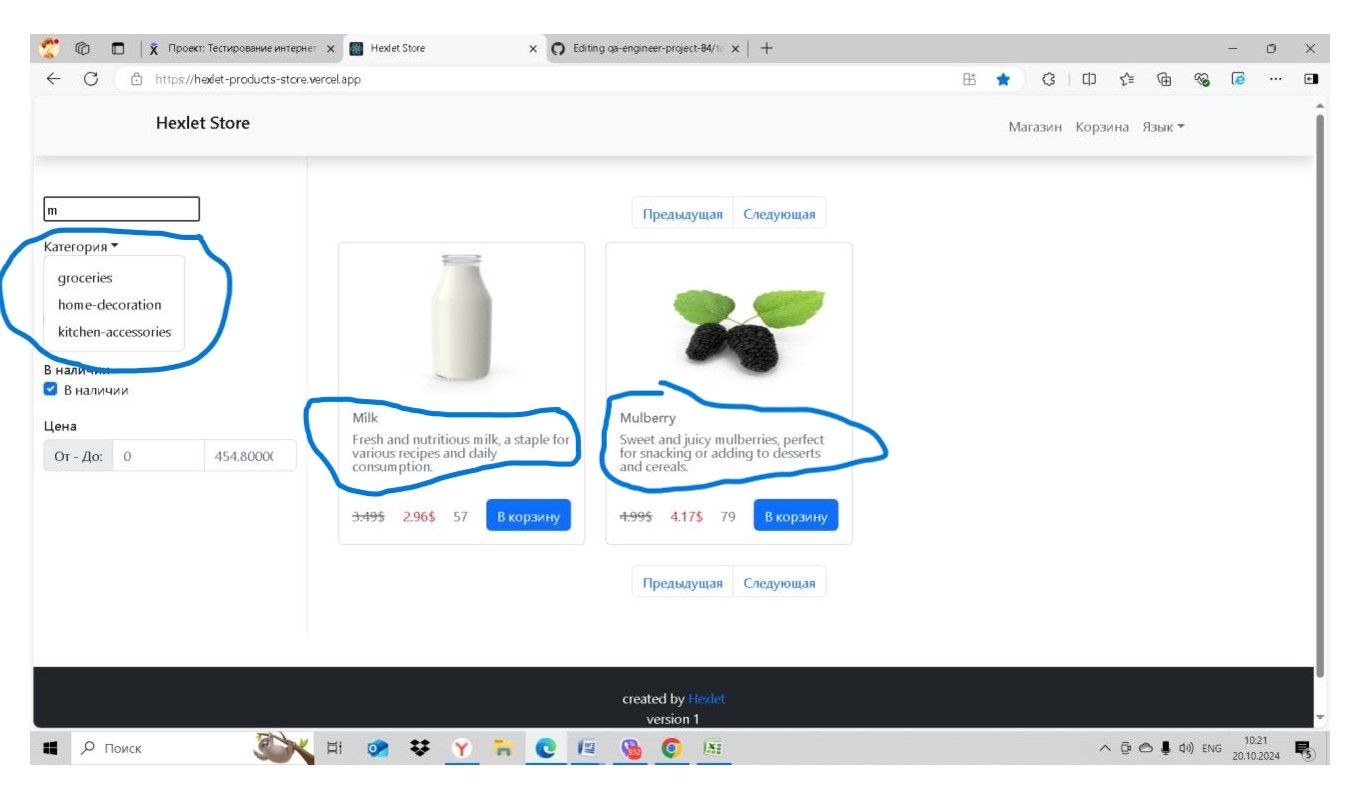 Проект: Тестирование интернет
Hexlet Store
Editing qa-engineer-project-84/te
https://hexlet-products-store.vercel.app
Hexlet Store
Магазин Корзина Язык
m
Предыдущая Следующая
Категория
groceries
home-decoration
kitchen-accessories
В наличии
В наличии
Цена
От - До: 0 454.8000
Milk
Fresh and nutritious milk, a staple for
various recipes and daily
consumption.
3.49$ 2.96$ 57 В корзину
Mulberry
Sweet and juicy mulberries, perfect
for snacking or adding to desserts
and cereals.
4.99$ 4.17$ 79 В корзину
Предыдущая Следующая
created by Hexlet
version 1
Поиск
ENG
10:21
20.10.2024
5